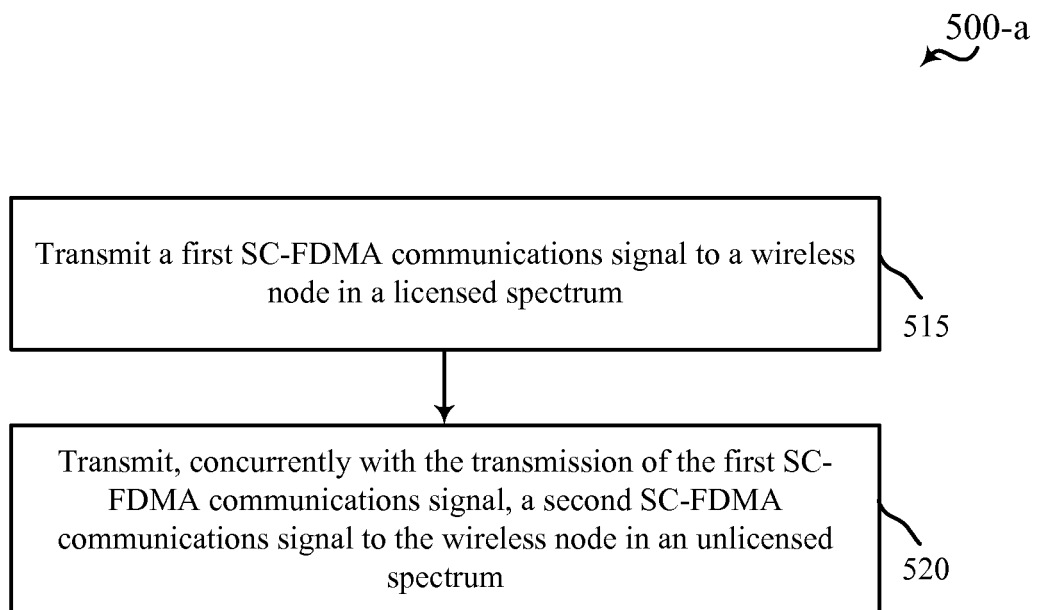 500-a
Transmit a first SC-FDMA communications signal to a wireless
node in a licensed spectrum
515
Transmit, concurrently with the transmission of the first SC-
FDMA communications signal, a second SC-FDMA
communications signal to the wireless node in an unlicensed
spectrum
520